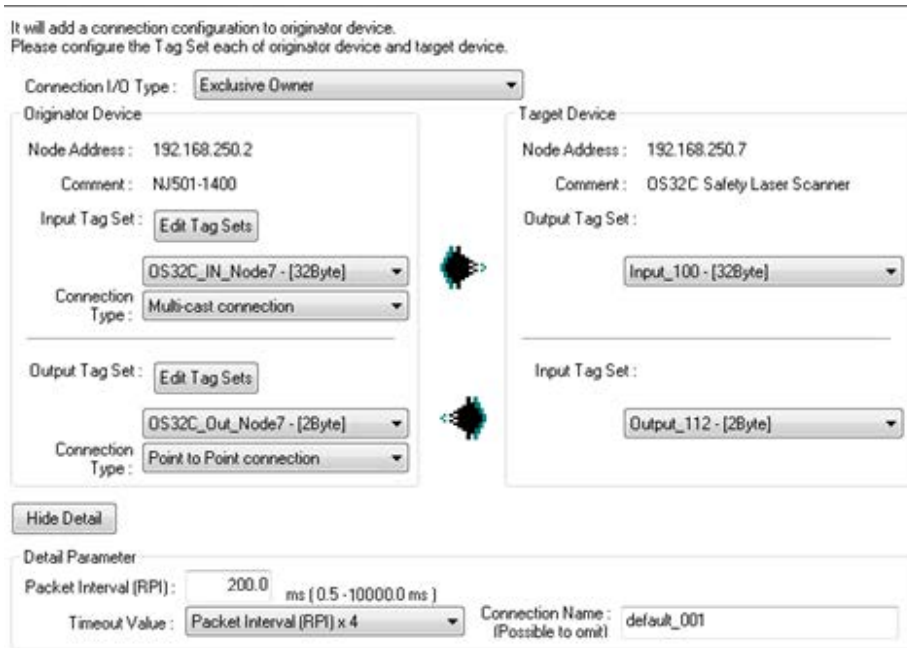 It will add a connection configuration to originator device.
Please configure the Tag Set each of originator device and target device.
Connection I/O Type : Exclusive Owner
Originator Device
Node Address : 192.168.250.2
Comment : NJ501-1400
Input Tag Set : Edit Tag Sets
OS32C_IN_Node7 - [32Byte]
Connection Type : Multi-cast connection
Output Tag Set : Edit Tag Sets
OS32C_Out_Node7 - [2Byte]
Connection Type : Point to Point connection
Target Device
Node Address : 192.168.250.7
Comment : OS32C Safety Laser Scanner
Output Tag Set :
Input_100 - [32Byte]
Input Tag Set :
Output_112 - [2Byte]
Hide Detail
Detail Parameter
Packet Interval (RPI) : 200.0 ms ( 0.5 - 10000.0 ms )
Timeout Value : Packet Interval (RPI) x 4
Connection Name : (Possible to omit) default_001